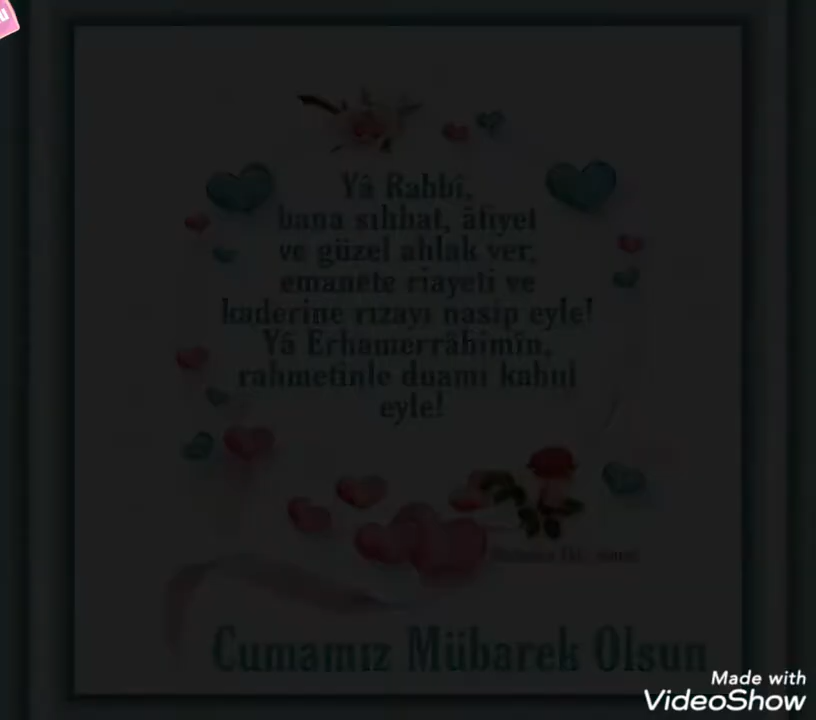 Yâ Rabbi,
bana sıhhat, âfiyet
ve güzel ahlak ver,
emanete riayeti ve
kaderine rızayı nasip eyle!
Yâ Erhamerrâhimîn,
rahmetinle duamı kabul
eyle!
Cumamız Mübarek Olsun
Made with
VideoShow